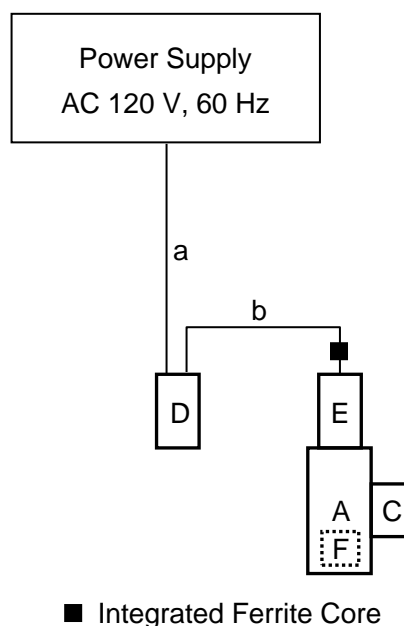 Power Supply
AC 120 V, 60 Hz
a
b
D
E
A
C
F
Integrated Ferrite Core